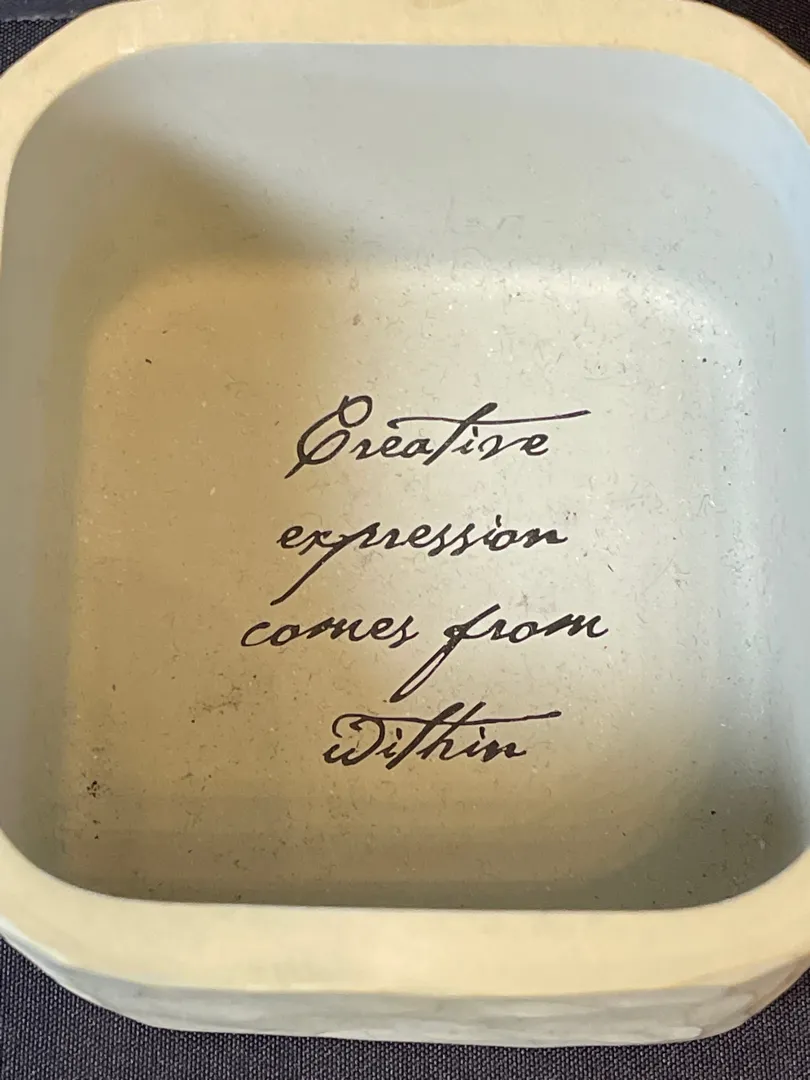 Creative
expression
comes from
within